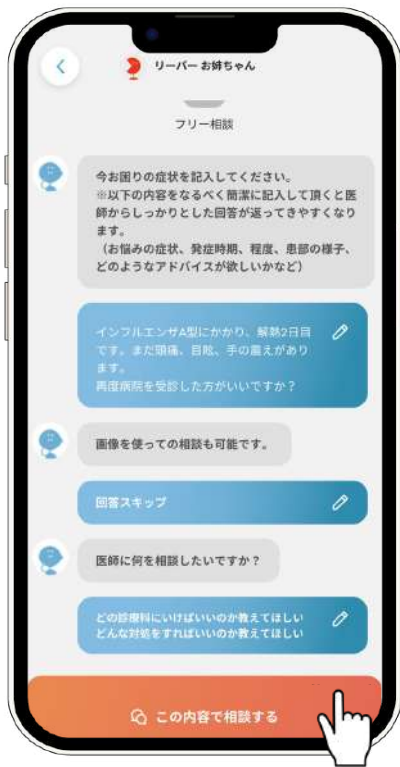 リーバー お姉ちゃん
フリー相談
今お困りの症状を記入してください。
※以下の内容をなるべく簡潔に記入して頂くと医
師からしっかりとした回答が返ってきやすくなり
ます。
(お悩みの症状、発症時期、程度、患部の様子、
どのようなアドバイスが欲しいかなど)
インフルエンザA型にかかり、解熱2日目
です。まだ頭痛、目眩、手の震えがあり
ます。
再度病院を受診した方がいいですか?
画像を使っての相談も可能です。
回答スキップ
医師に何を相談したいですか?
どの診療科にいけばいいのか教えてほしい
どんな対処をすればいいのか教えてほしい
この内容で相談する